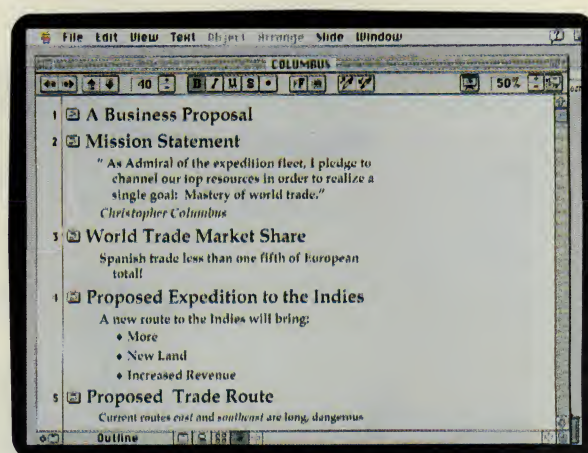 File Edit View Text Object Arrange Slide Window
COLUMBUS
40 B I U S 50%
1 A Business Proposal
2 Mission Statement
" As Admiral of the expedition fleet, I pledge to
channel our top resources in order to realize a
single goal: Mastery of world trade."
Christopher Columbus
3 World Trade Market Share
Spanish trade less than one fifth of European
total!
4 Proposed Expedition to the Indies
A new route to the Indies will bring:
♦ More
♦ New Land
♦ Increased Revenue
5 Proposed Trade Route
Current routes east and southeast are long, dangerous
Outline